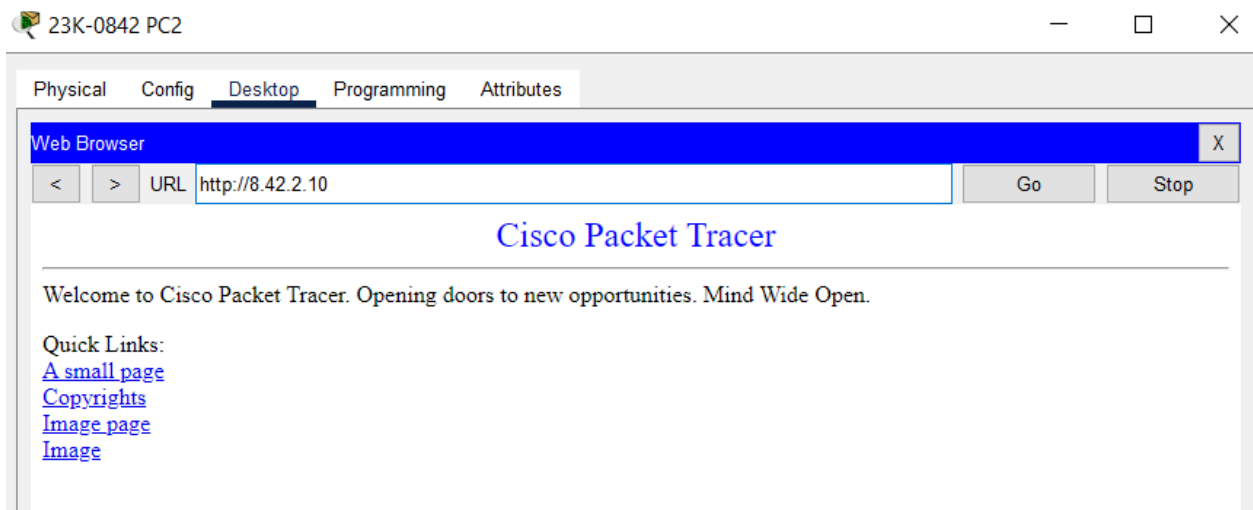 23K-0842 PC2
Physical Config Desktop Programming Attributes
Web Browser X
< > URL http://8.42.2.10 Go Stop
Cisco Packet Tracer
Welcome to Cisco Packet Tracer. Opening doors to new opportunities. Mind Wide Open.
Quick Links:
A small page
Copyrights
Image page
Image